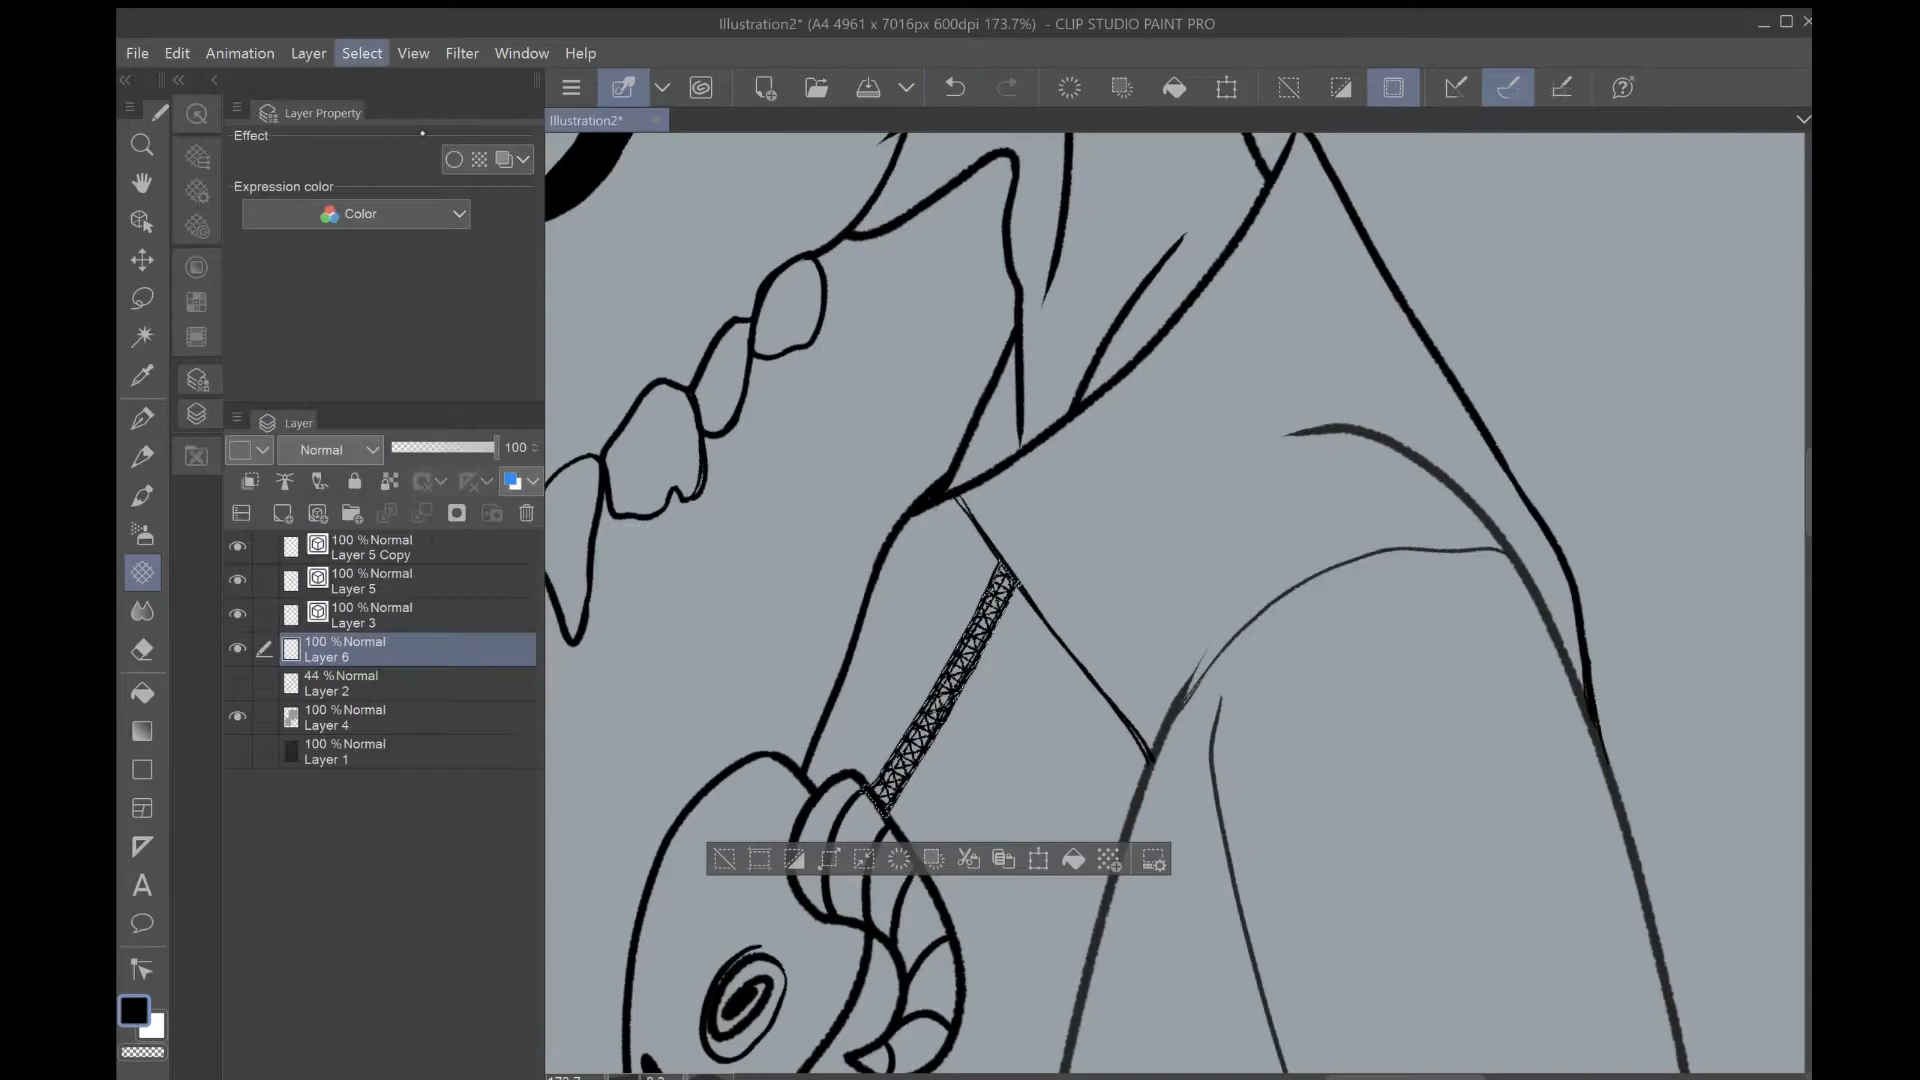 Illustration2* (A4 4961 x 7016px 600dpi 173.7%) - CLIP STUDIO PAINT PRO
File Edit Animation Layer Select View Filter Window Help
Layer Property
Illustration2*
Effect
Expression color
Color
Layer
Normal 100
100 %Normal
Layer 5 Copy
100 %Normal
Layer 5
100 %Normal
Layer 3
100 %Normal
Layer 6
44 %Normal
Layer 2
100 %Normal
Layer 4
100 %Normal
Layer 1